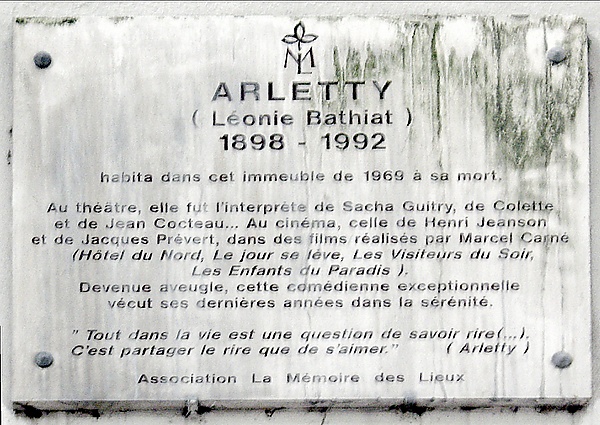 ML
ARLETTY
( Léonie Bathiat )
1898 - 1992
habita dans cet immeuble de 1969 à sa mort.
Au théâtre, elle fut l'interprète de Sacha Guitry, de Colette
et de Jean Cocteau... Au cinéma, celle de Henri Jeanson
et de Jacques Prévert, dans des films réalisés par Marcel Carné
(Hôtel du Nord, Le jour se lève, Les Visiteurs du Soir,
Les Enfants du Paradis ).
Devenue aveugle, cette comédienne exceptionnelle
vécut ses dernières années dans la sérénité.
" Tout dans la vie est une question de savoir rire(...).
C'est partager le rire que de s'aimer." ( Arletty )
Association La Mémoire des Lieux